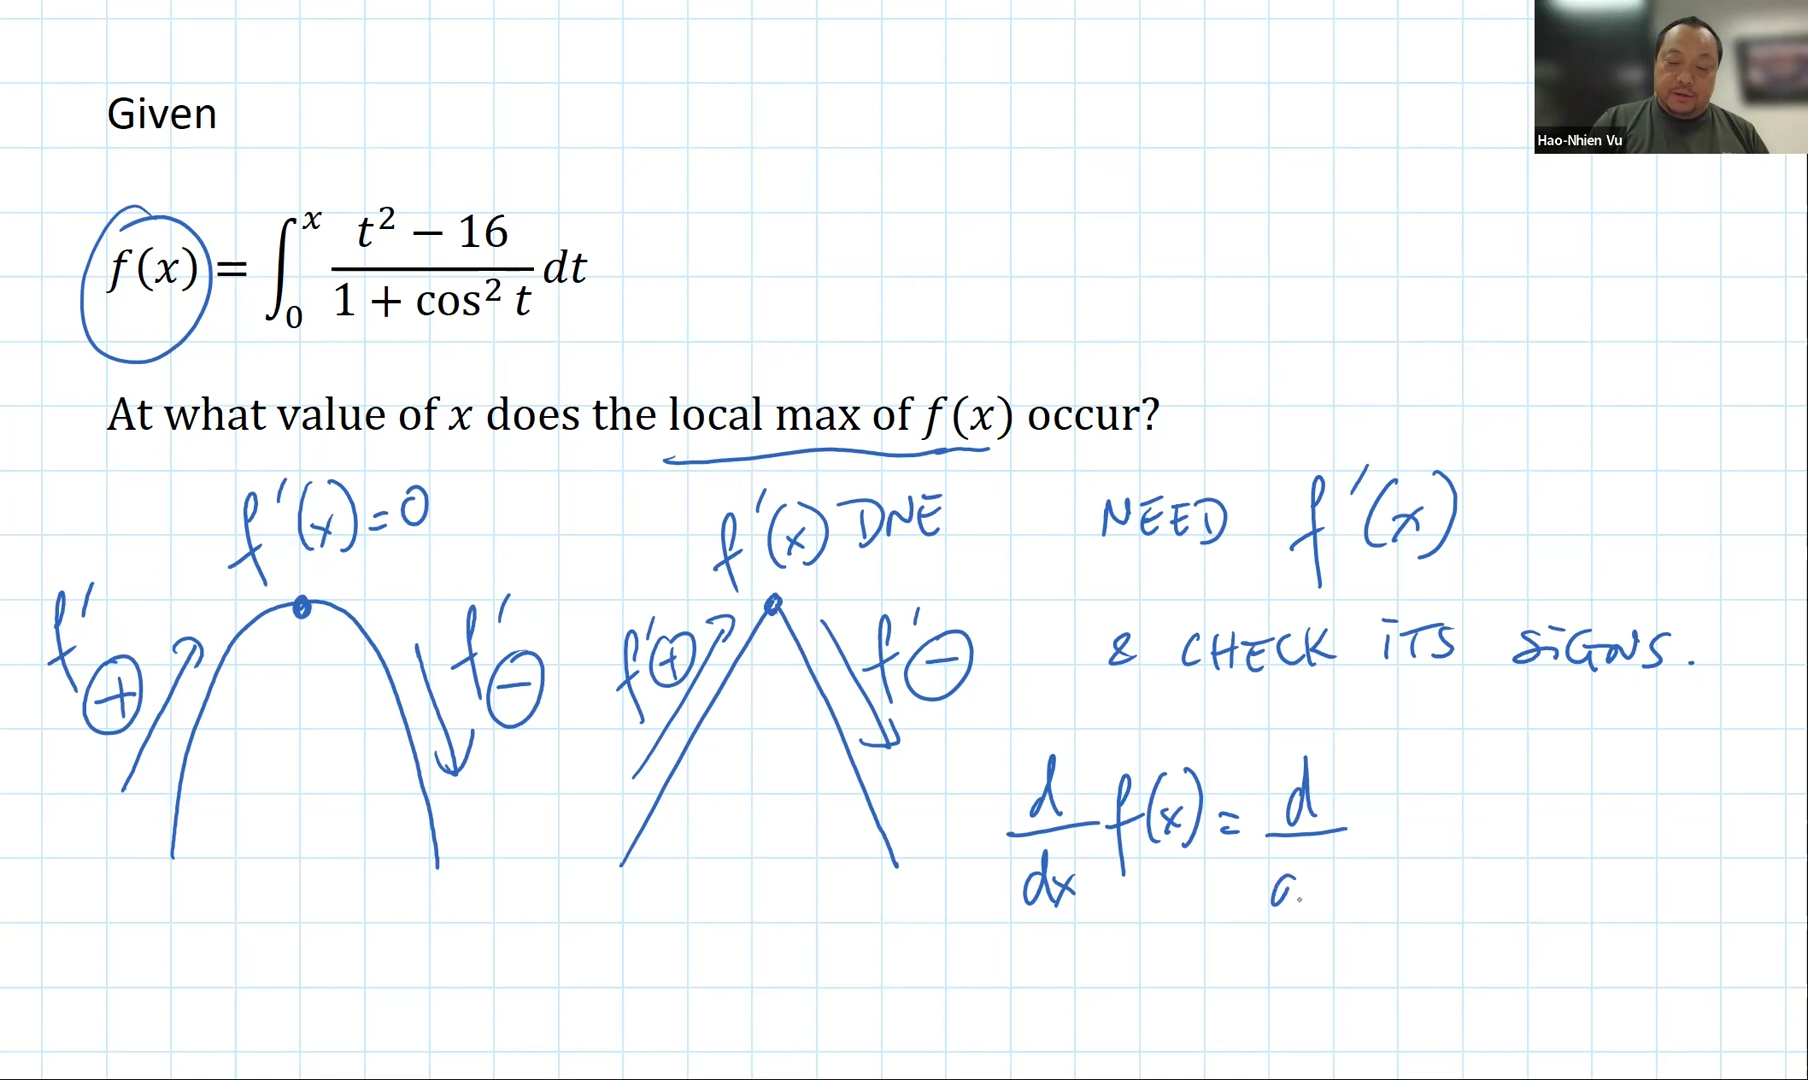 Given
Hao-Nhien Vu
f(x) = ∫₀ˣ (t² − 16)/(1 + cos² t) dt
At what value of x does the local max of f(x) occur?
f'(x)=0
f'(x) DNE
NEED f'(x)
f' +
f' −
f' +
f' −
& CHECK ITS SIGNS.
d/dx f(x) = d/